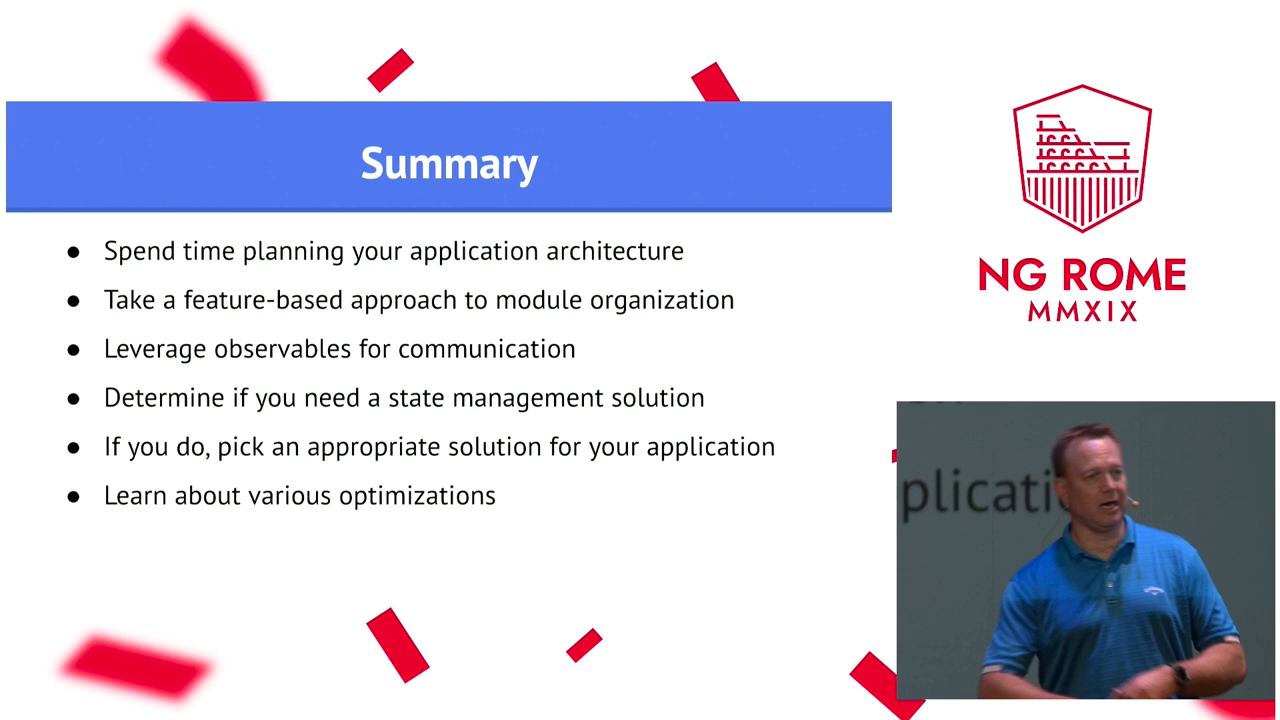 Summary
● Spend time planning your application architecture
● Take a feature-based approach to module organization
● Leverage observables for communication
● Determine if you need a state management solution
● If you do, pick an appropriate solution for your application
● Learn about various optimizations
NG ROME
MMXIX
plicati